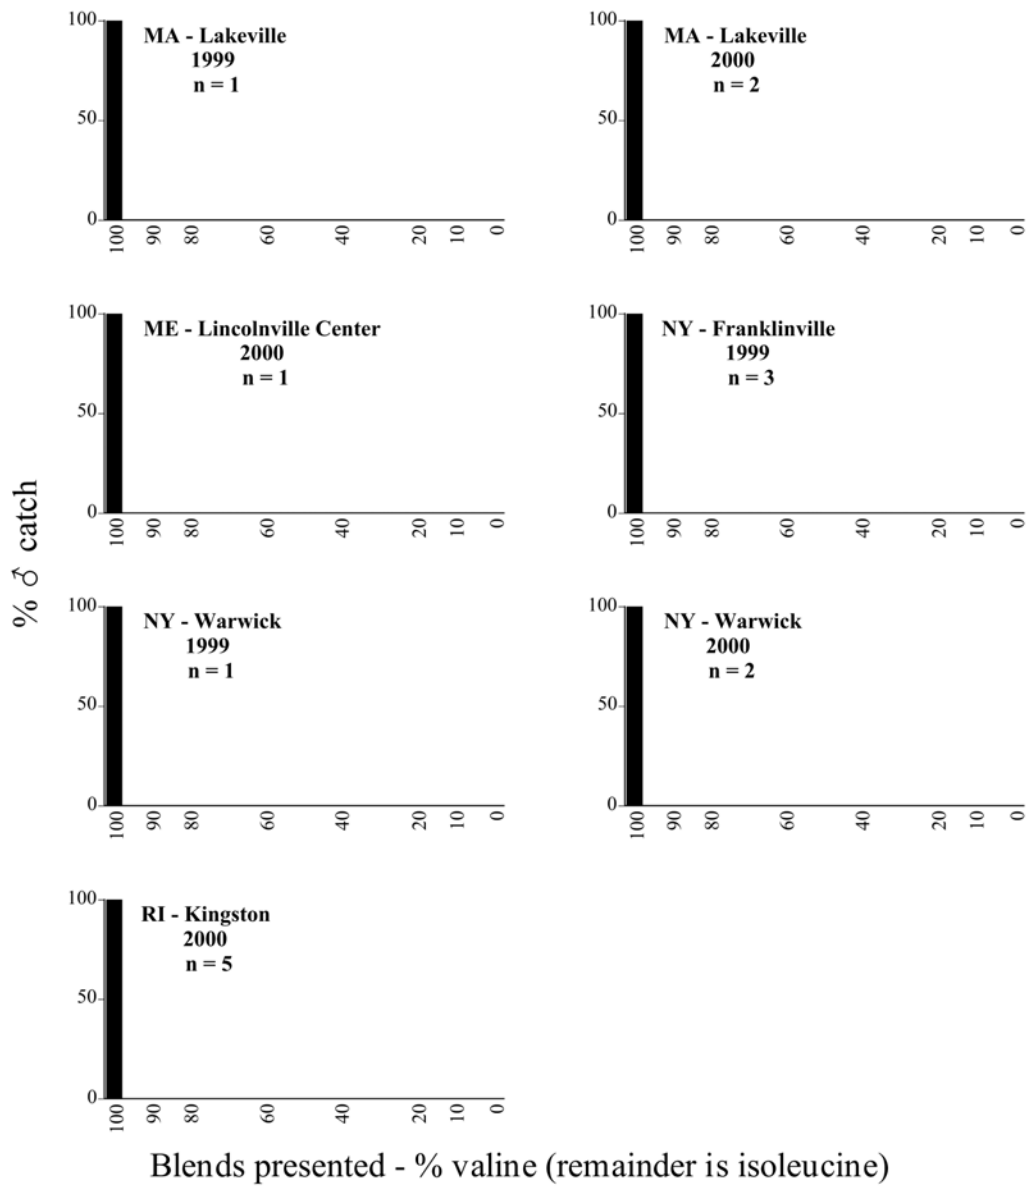 % ♂ catch
100
50
0
MA - Lakeville
1999
n = 1
100 90 80 60 40 20 10 0
100
50
0
MA - Lakeville
2000
n = 2
100 90 80 60 40 20 10 0
100
50
0
ME - Lincolnville Center
2000
n = 1
100 90 80 60 40 20 10 0
100
50
0
NY - Franklinville
1999
n = 3
100 90 80 60 40 20 10 0
100
50
0
NY - Warwick
1999
n = 1
100 90 80 60 40 20 10 0
100
50
0
NY - Warwick
2000
n = 2
100 90 80 60 40 20 10 0
100
50
0
RI - Kingston
2000
n = 5
100 90 80 60 40 20 10 0
Blends presented - % valine (remainder is isoleucine)